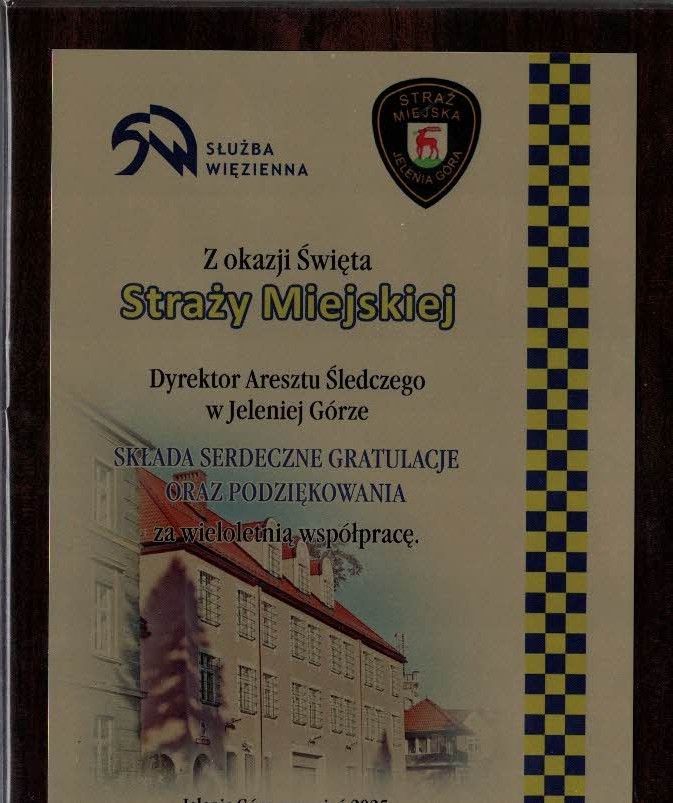 SŁUŻBA
WIĘZIENNA
STRAŻ
MIEJSKA
JELENIA GÓRA
Z okazji Święta
Straży Miejskiej
Dyrektor Aresztu Śledczego
w Jeleniej Górze
SKŁADA SERDECZNE GRATULACJE
ORAZ PODZIĘKOWANIA
za wieloletnią współpracę.